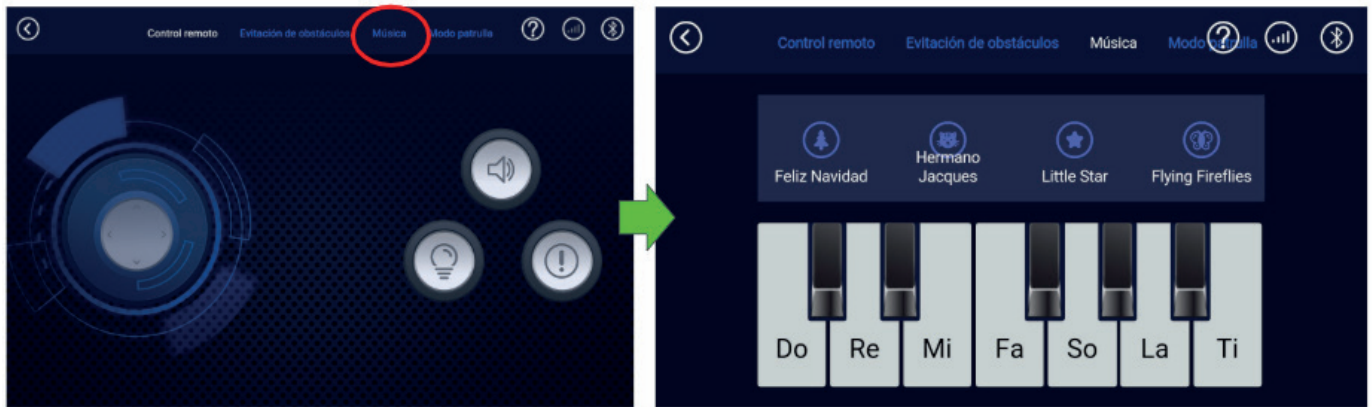 Control remoto Evitación de obstáculos Música Modo patrulla
Control remoto Evitación de obstáculos Música Modo
Feliz Navidad
Hermano
Jacques
Little Star
Flying Fireflies
Do Re Mi Fa So La Ti